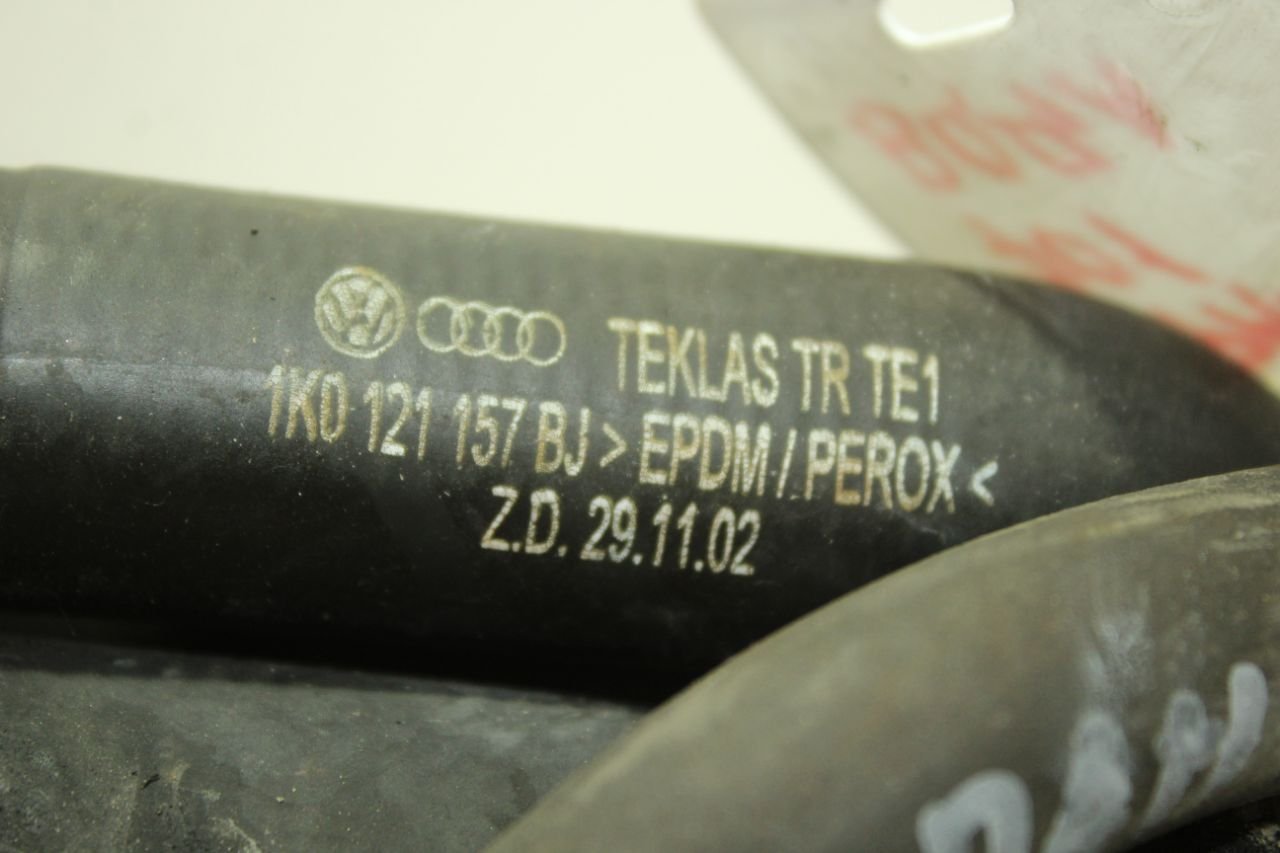 TEKLAS TR TE1
1K0 121 157 BJ > EPDM / PEROX <
Z.D. 29.11.02